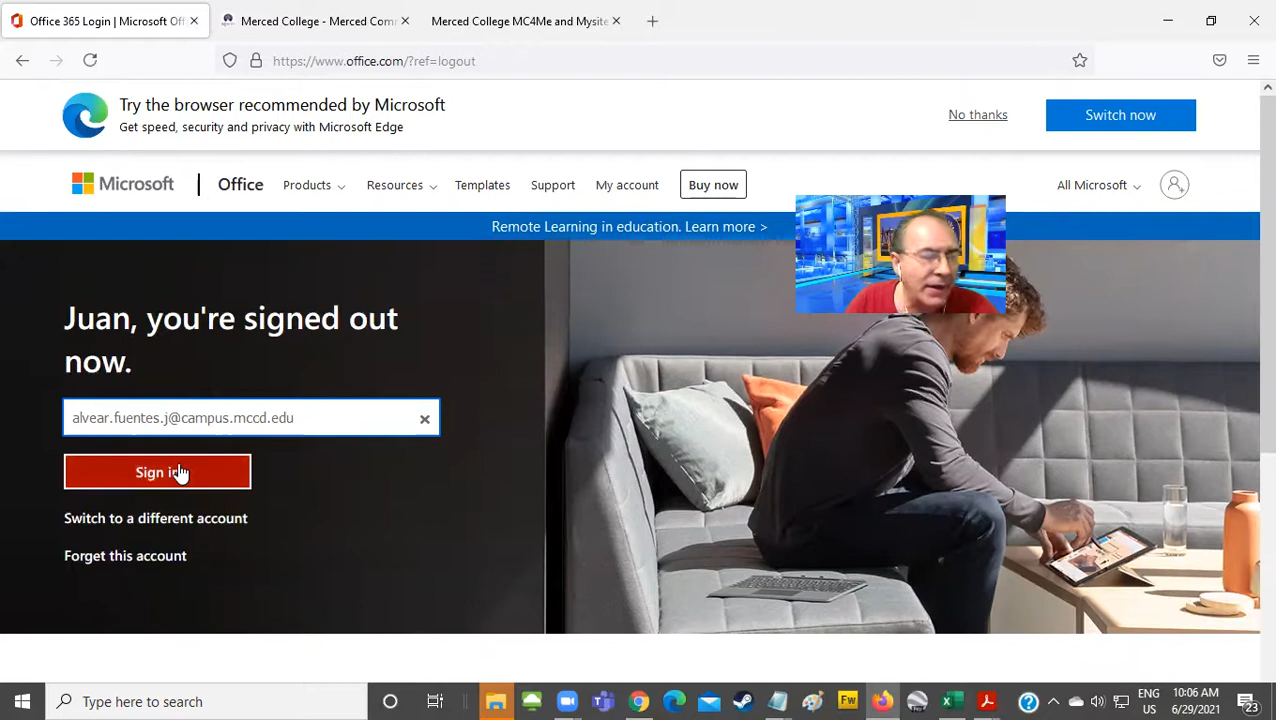 Office 365 Login | Microsoft Off
Merced College - Merced Com
Merced College MC4Me and Mysite
https://www.office.com/?ref=logout
Try the browser recommended by Microsoft
Get speed, security and privacy with Microsoft Edge
No thanks
Switch now
Microsoft
Office
Products
Resources
Templates
Support
My account
Buy now
All Microsoft
Remote Learning in education. Learn more >
Juan, you're signed out
now.
alvear.fuentes.j@campus.mccd.edu
Sign in
Switch to a different account
Forget this account
Type here to search
Fw
ENG
US
10:06 AM
6/29/2021
23